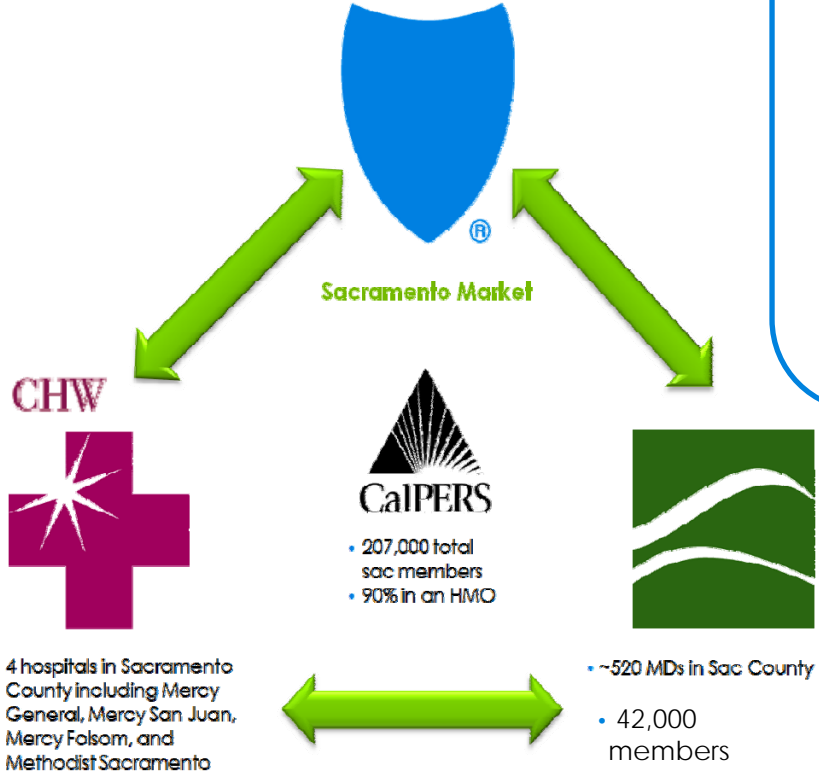 ®
Sacramento Market
CHW
CalPERS
• 207,000 total
sac members
• 90% in an HMO
4 hospitals in Sacramento
County including Mercy
General, Mercy San Juan,
Mercy Folsom, and
Methodist Sacramento
• ~520 MDs in Sac County
• 42,000
members